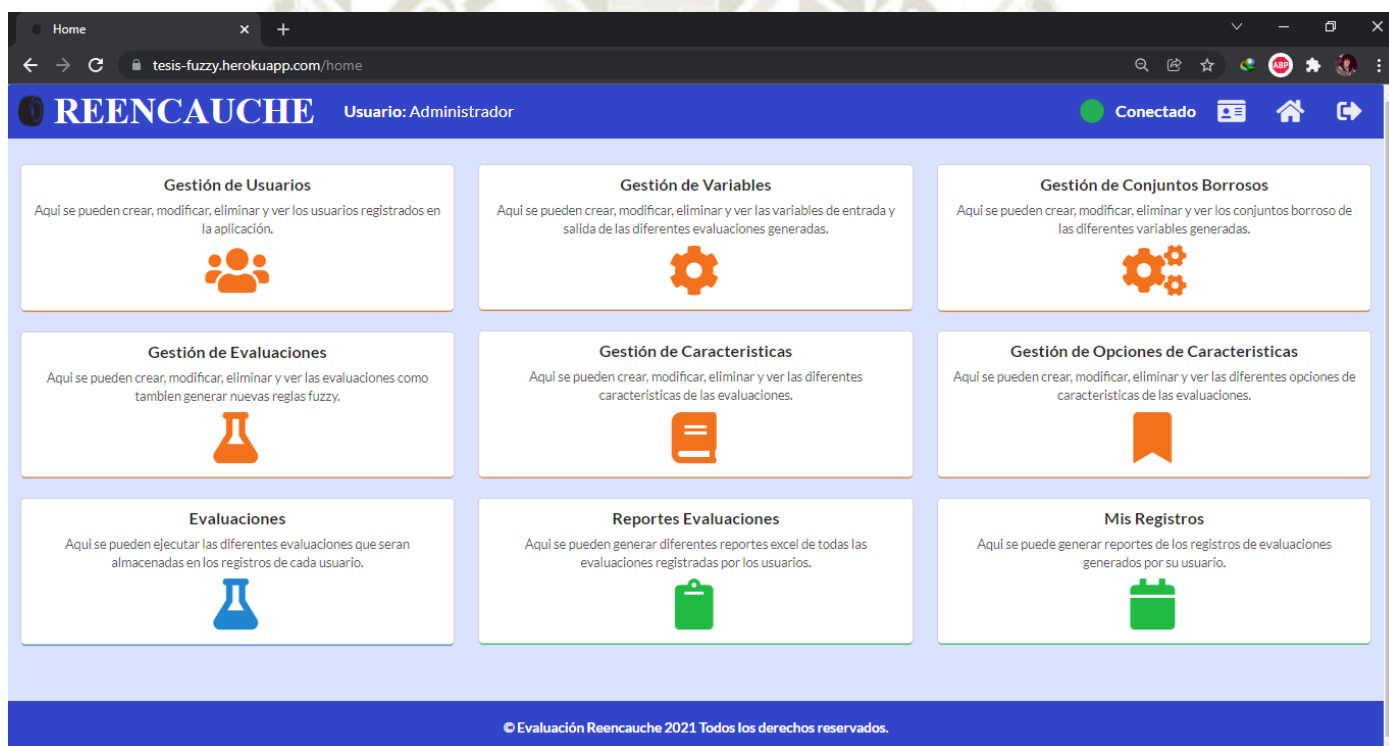 Home
tesis-fuzzy.herokuapp.com/home
ABP
REENCAUCHE
Usuario: Administrador
Conectado
Gestión de Usuarios
Aqui se pueden crear, modificar, eliminar y ver los usuarios registrados en
la aplicación.
Gestión de Variables
Aqui se pueden crear, modificar, eliminar y ver las variables de entrada y
salida de las diferentes evaluaciones generadas.
Gestión de Conjuntos Borrosos
Aqui se pueden crear, modificar, eliminar y ver los conjuntos borroso de
las diferentes variables generadas.
Gestión de Evaluaciones
Aqui se pueden crear, modificar, eliminar y ver las evaluaciones como
tambien generar nuevas reglas fuzzy.
Gestión de Caracteristicas
Aqui se pueden crear, modificar, eliminar y ver las diferentes
caracteristicas de las evaluaciones.
Gestión de Opciones de Caracteristicas
Aqui se pueden crear, modificar, eliminar y ver las diferentes opciones de
caracteristicas de las evaluaciones.
Evaluaciones
Aqui se pueden ejecutar las diferentes evaluaciones que seran
almacenadas en los registros de cada usuario.
Reportes Evaluaciones
Aqui se pueden generar diferentes reportes excel de todas las
evaluaciones registradas por los usuarios.
Mis Registros
Aqui se puede generar reportes de los registros de evaluaciones
generados por su usuario.
© Evaluación Reencauche 2021 Todos los derechos reservados.